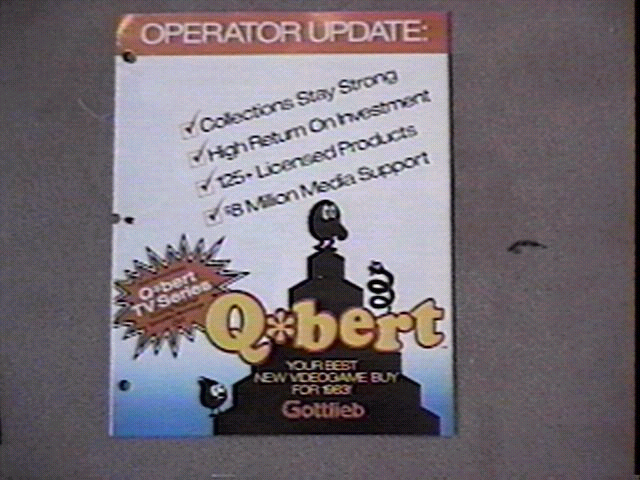 OPERATOR UPDATE:
Collections Stay Strong
High Return On Investment
125+ Licensed Products
$8 Million Media Support
Q*bert
TV Series
Q*bert
YOUR BEST
NEW VIDEOGAME BUY
FOR 1983!
Gottlieb